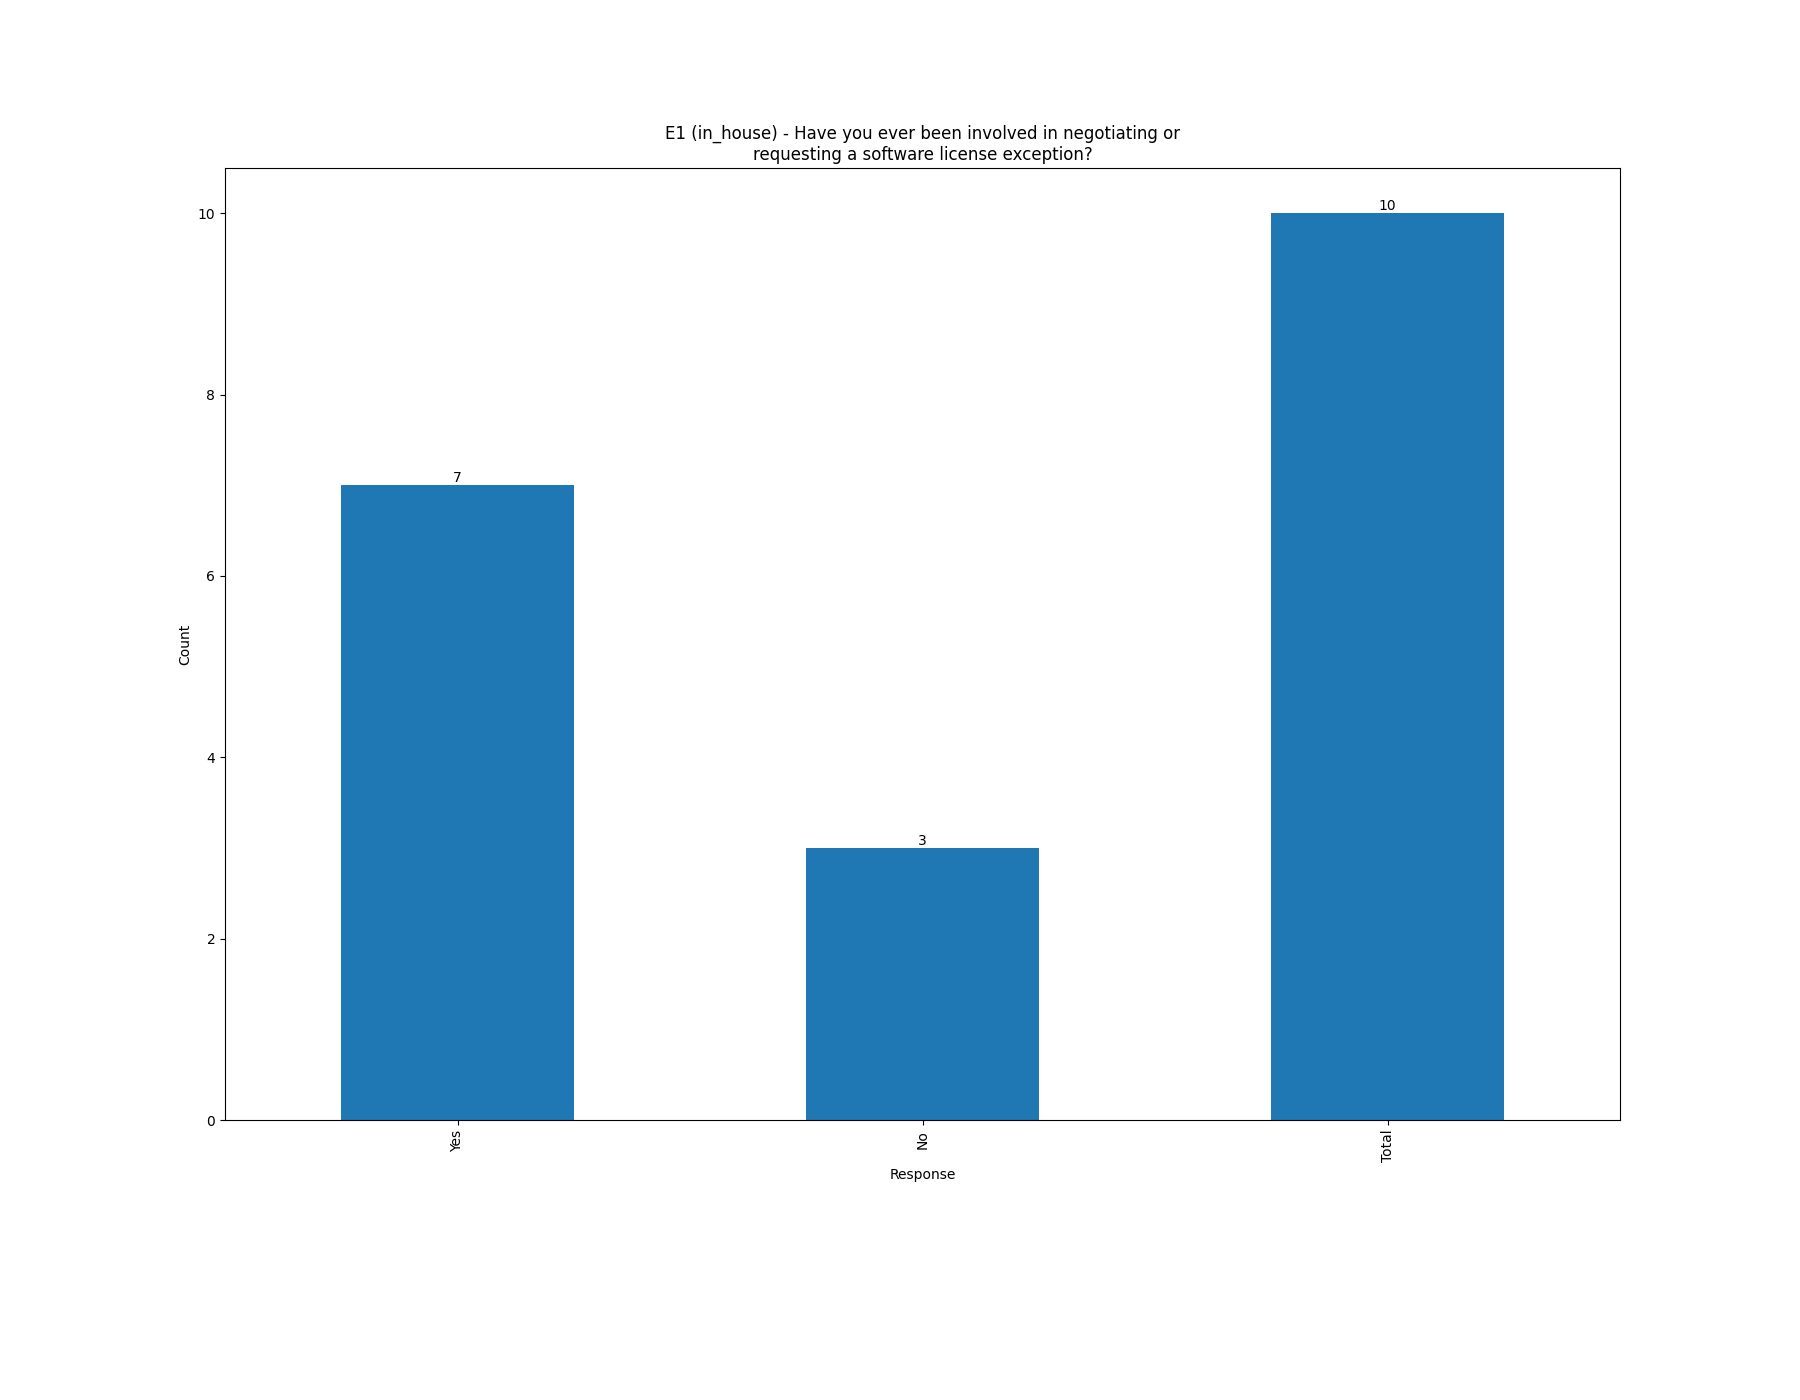 E1 (in_house) - Have you ever been involved in negotiating or
requesting a software license exception?
10
8
6
4
2
0
Count
7
3
10
Yes
No
Total
Response